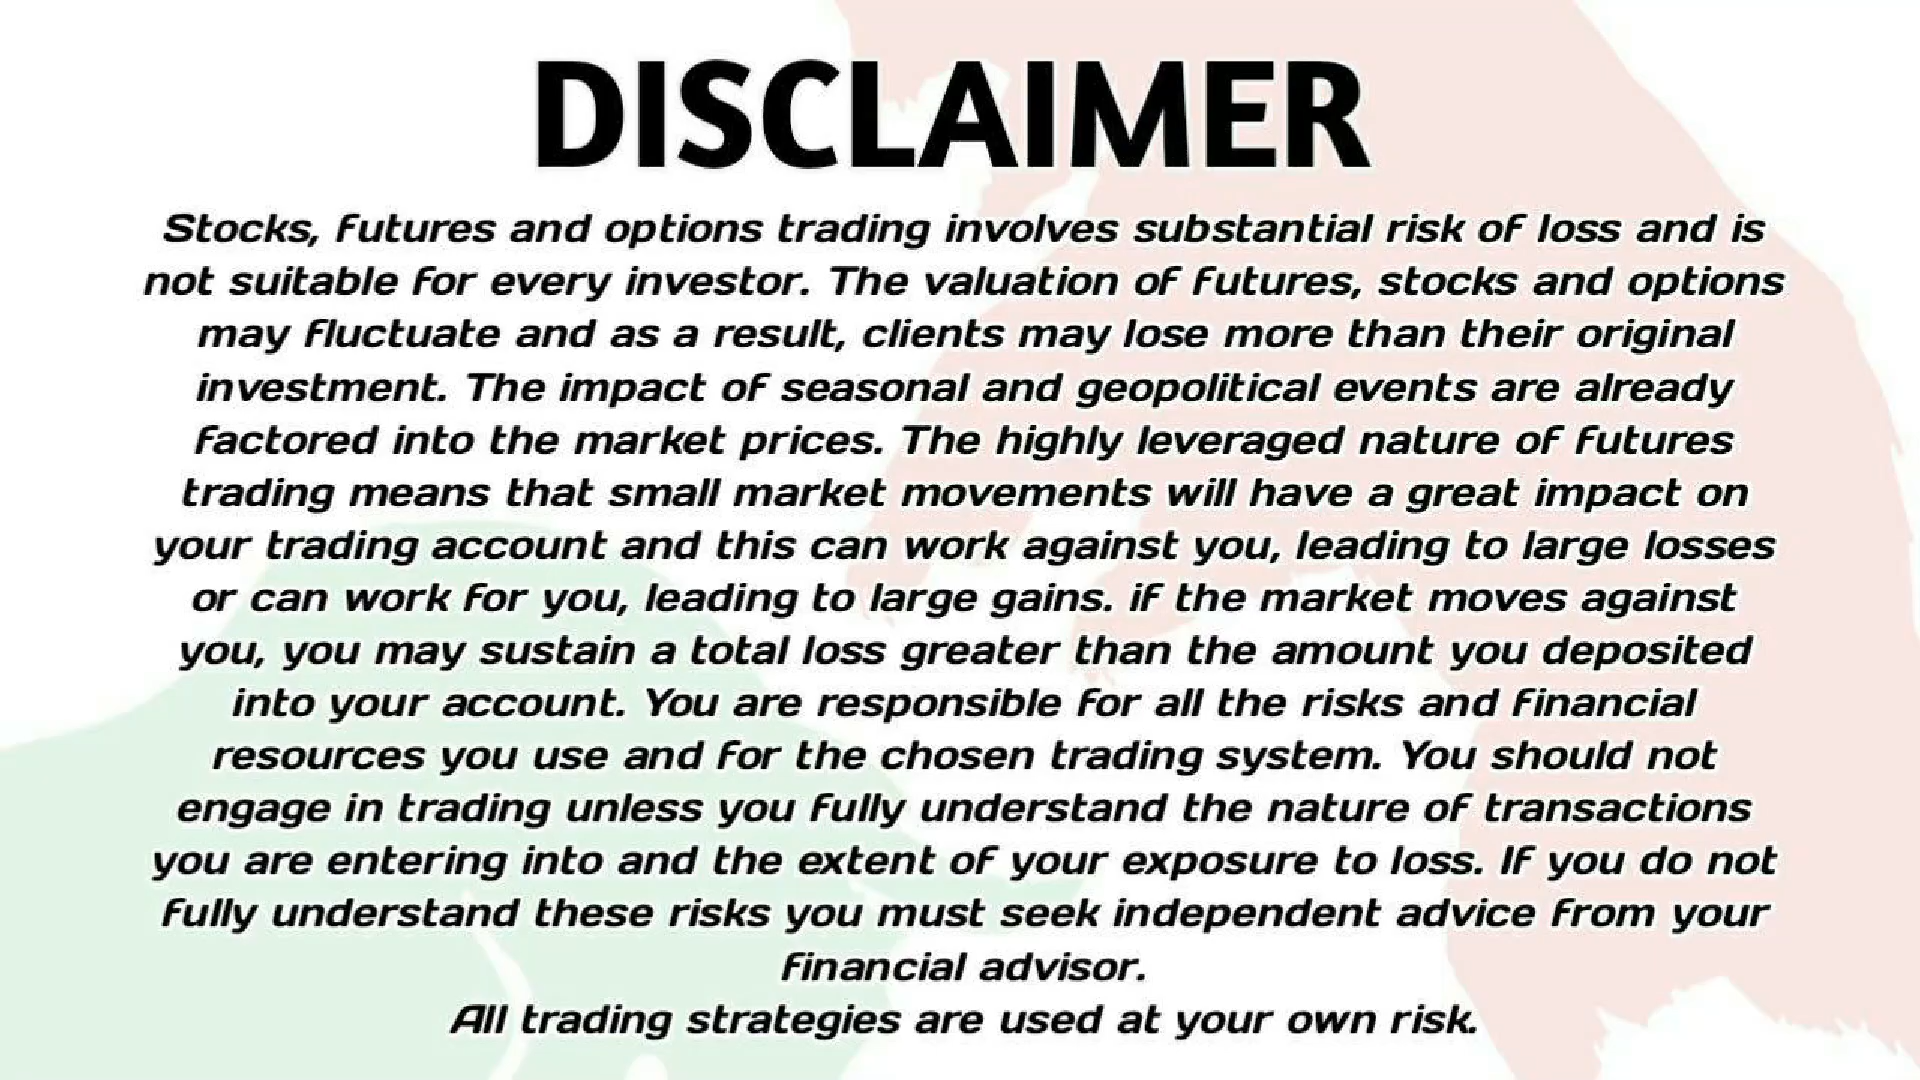 DISCLAIMER
Stocks, futures and options trading involves substantial risk of loss and is
not suitable for every investor. The valuation of futures, stocks and options
may fluctuate and as a result, clients may lose more than their original
investment. The impact of seasonal and geopolitical events are already
factored into the market prices. The highly leveraged nature of futures
trading means that small market movements will have a great impact on
your trading account and this can work against you, leading to large losses
or can work for you, leading to large gains. if the market moves against
you, you may sustain a total loss greater than the amount you deposited
into your account. You are responsible for all the risks and financial
resources you use and for the chosen trading system. You should not
engage in trading unless you fully understand the nature of transactions
you are entering into and the extent of your exposure to loss. If you do not
fully understand these risks you must seek independent advice from your
financial advisor.
All trading strategies are used at your own risk.